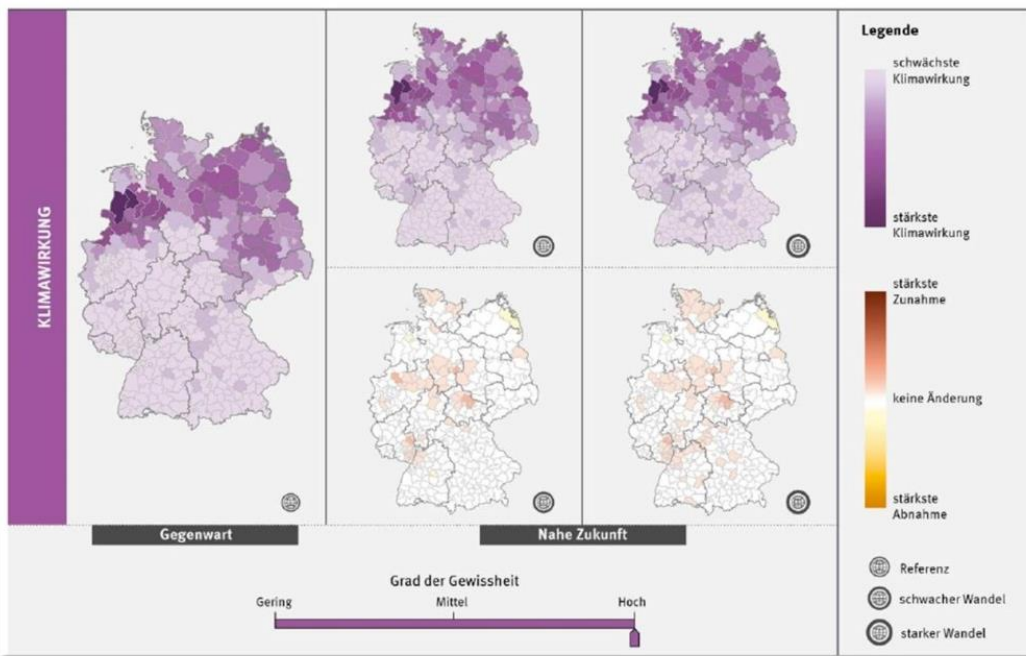 KLIMAWIRKUNG
Gegenwart
Nahe Zukunft
Grad der Gewissheit
Gering
Mittel
Hoch
Legende
schwächste
Klimawirkung
stärkste
Klimawirkung
stärkste
Zunahme
keine Änderung
stärkste
Abnahme
Referenz
schwacher Wandel
starker Wandel